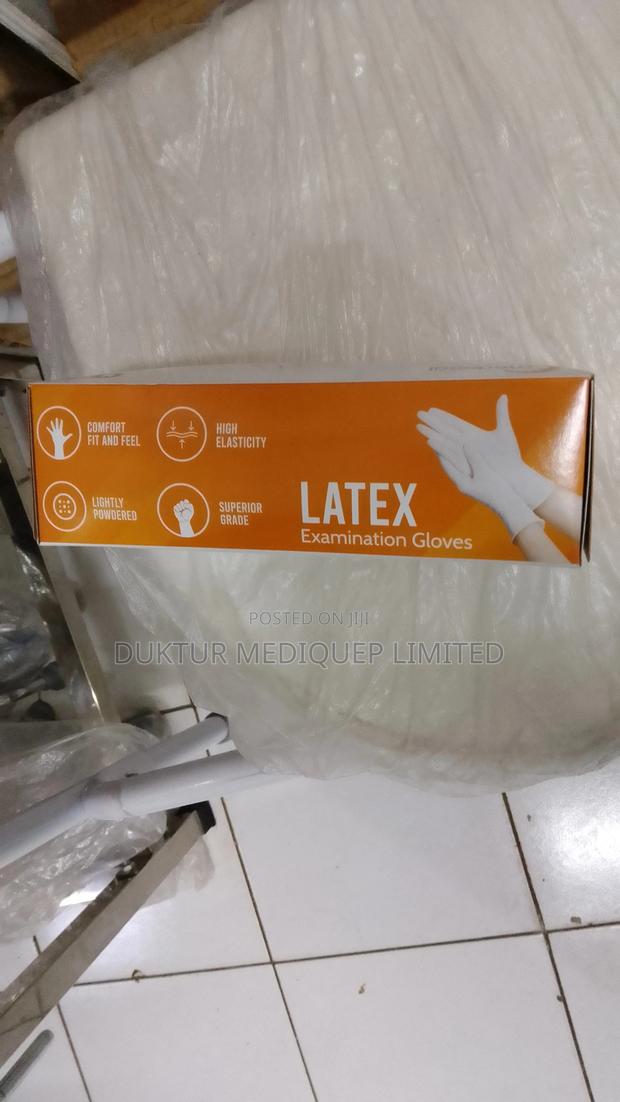 COMFORT
FIT AND FEEL
HIGH
ELASTICITY
LIGHTLY
POWDERED
SUPERIOR
GRADE
LATEX
Examination Gloves
POSTED ON JIJI
DUKTUR MEDIQUEP LIMITED